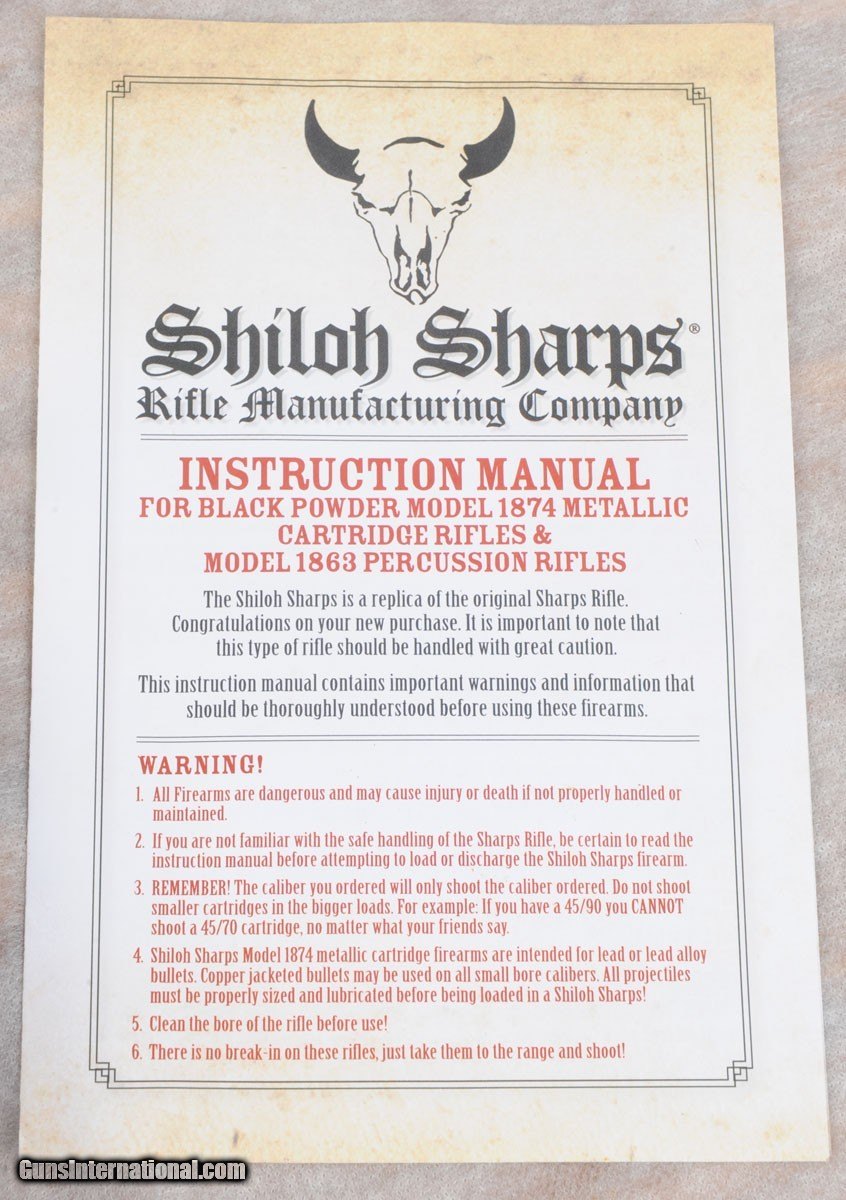 Shiloh Sharps®
Rifle Manufacturing Company
INSTRUCTION MANUAL
FOR BLACK POWDER MODEL 1874 METALLIC
CARTRIDGE RIFLES &
MODEL 1863 PERCUSSION RIFLES
The Shiloh Sharps is a replica of the original Sharps Rifle.
Congratulations on your new purchase. It is important to note that
this type of rifle should be handled with great caution.
This instruction manual contains important warnings and information that
should be thoroughly understood before using these firearms.
WARNING!
1. All Firearms are dangerous and may cause injury or death if not properly handled or
maintained.
2. If you are not familiar with the safe handling of the Sharps Rifle, be certain to read the
instruction manual before attempting to load or discharge the Shiloh Sharps firearm.
3. REMEMBER! The caliber you ordered will only shoot the caliber ordered. Do not shoot
smaller cartridges in the bigger loads. For example: If you have a 45/90 you CANNOT
shoot a 45/70 cartridge, no matter what your friends say.
4. Shiloh Sharps Model 1874 metallic cartridge firearms are intended for lead or lead alloy
bullets. Copper jacketed bullets may be used on all small bore calibers. All projectiles
must be properly sized and lubricated before being loaded in a Shiloh Sharps!
5. Clean the bore of the rifle before use!
6. There is no break-in on these rifles, just take them to the range and shoot!
GunsInternational.com